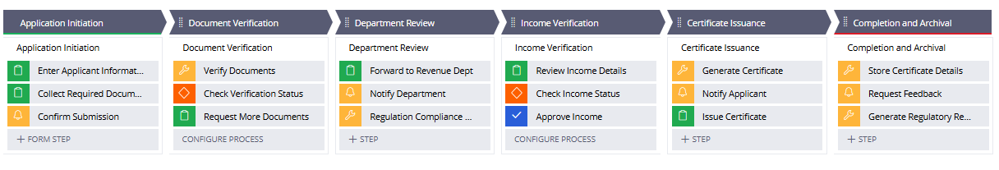 Application Initiation
Document Verification
Department Review
Income Verification
Certificate Issuance
Completion and Archival
Application Initiation
Enter Applicant Informat...
Collect Required Docum...
Confirm Submission
+ FORM STEP
Document Verification
Verify Documents
Check Verification Status
Request More Documents
CONFIGURE PROCESS
Department Review
Forward to Revenue Dept
Notify Department
Regulation Compliance ...
+ STEP
Income Verification
Review Income Details
Check Income Status
Approve Income
CONFIGURE PROCESS
Certificate Issuance
Generate Certificate
Notify Applicant
Issue Certificate
+ STEP
Completion and Archival
Store Certificate Details
Request Feedback
Generate Regulatory Re...
+ STEP